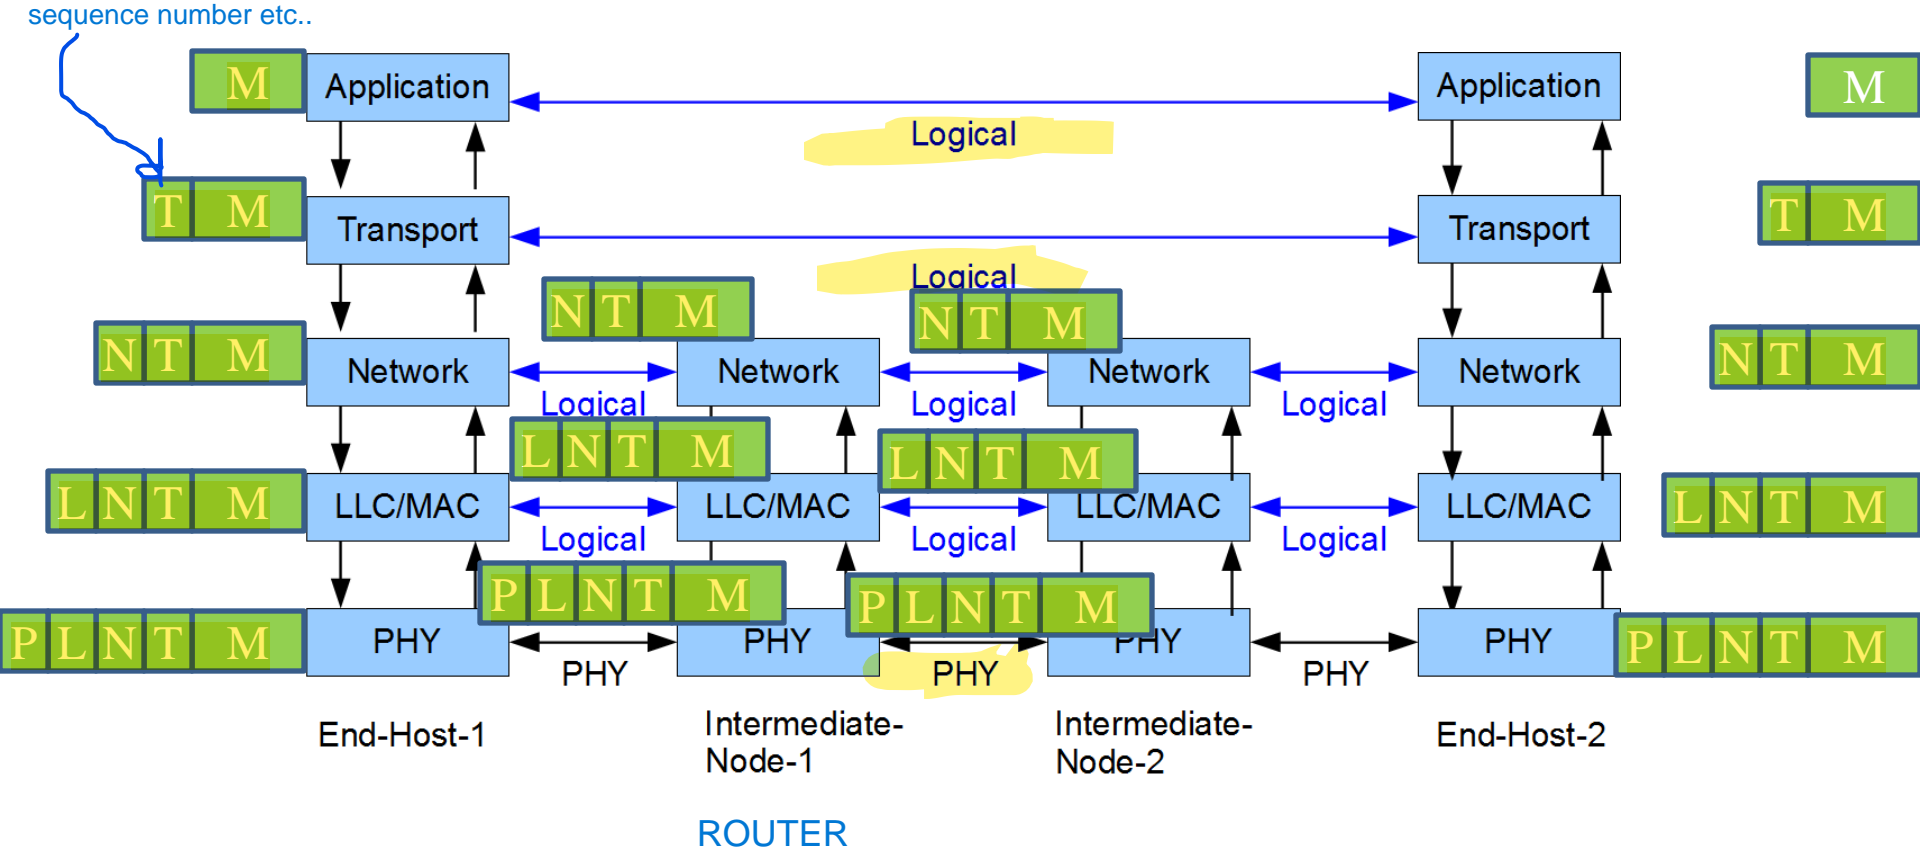 sequence number etc..
M
Application
Application
M
Logical
T M
Transport
Transport
T M
Logical
N T M
N T M
N T M
Network
Network
Network
Network
N T M
Logical
Logical
Logical
L N T M
L N T M
L N T M
LLC/MAC
LLC/MAC
LLC/MAC
LLC/MAC
L N T M
Logical
Logical
Logical
P L N T M
P L N T M
P L N T M
PHY
PHY
PHY
PHY
P L N T M
PHY
PHY
PHY
End-Host-1
Intermediate-
Node-1
Intermediate-
Node-2
End-Host-2
ROUTER